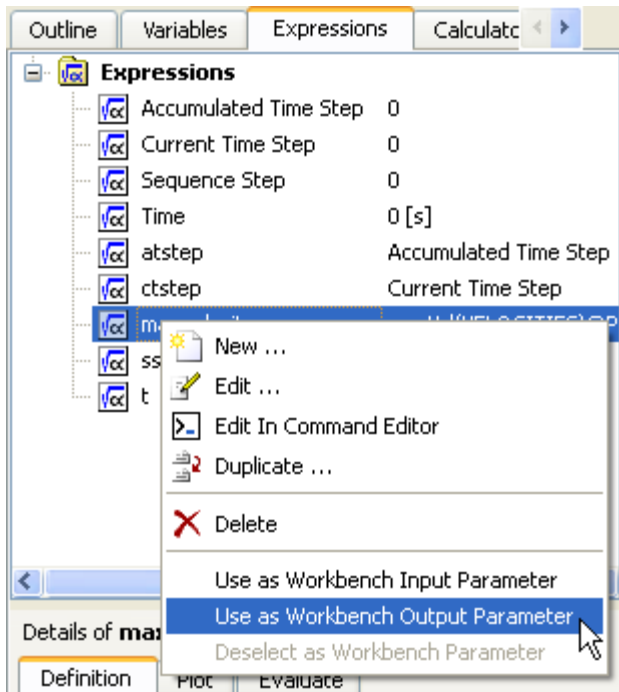 Outline Variables Expressions Calculatc
Expressions
Accumulated Time Step 0
Current Time Step 0
Sequence Step 0
Time 0 [s]
atstep Accumulated Time Step
ctstep Current Time Step
New ...
ss
Edit ...
t
Edit In Command Editor
Duplicate ...
Delete
Use as Workbench Input Parameter
Use as Workbench Output Parameter
Details of max
Deselect as Workbench Parameter
Definition Plot Evaluate